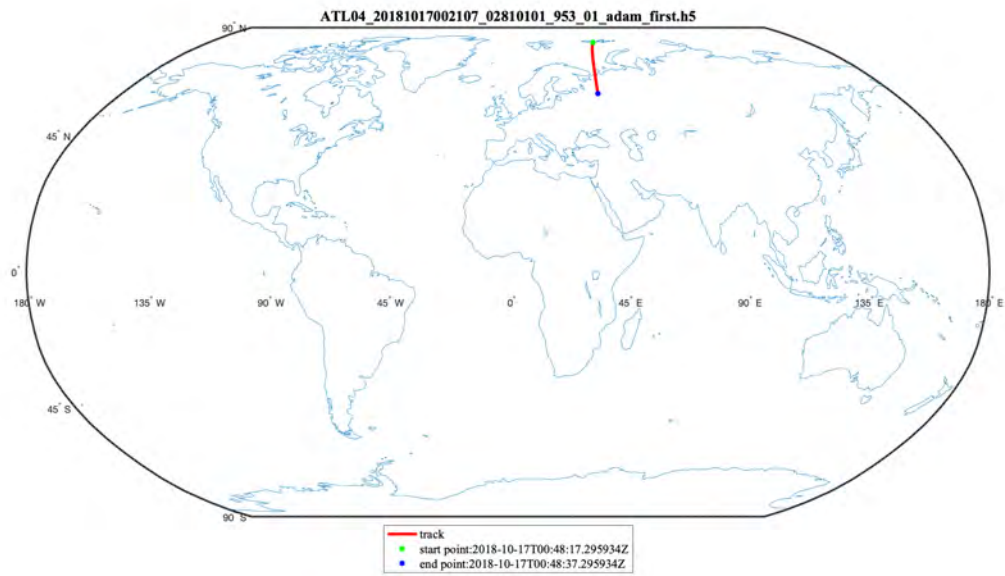 ATL04_20181017002107_02810101_953_01_adam_first.h5
90° N
45° N
0°
180° W 135° W 90° W 45° W 0° 45° E 90° E 135° E 180° E
45° S
90° S
track
start point:2018-10-17T00:48:17.295934Z
end point:2018-10-17T00:48:37.295934Z